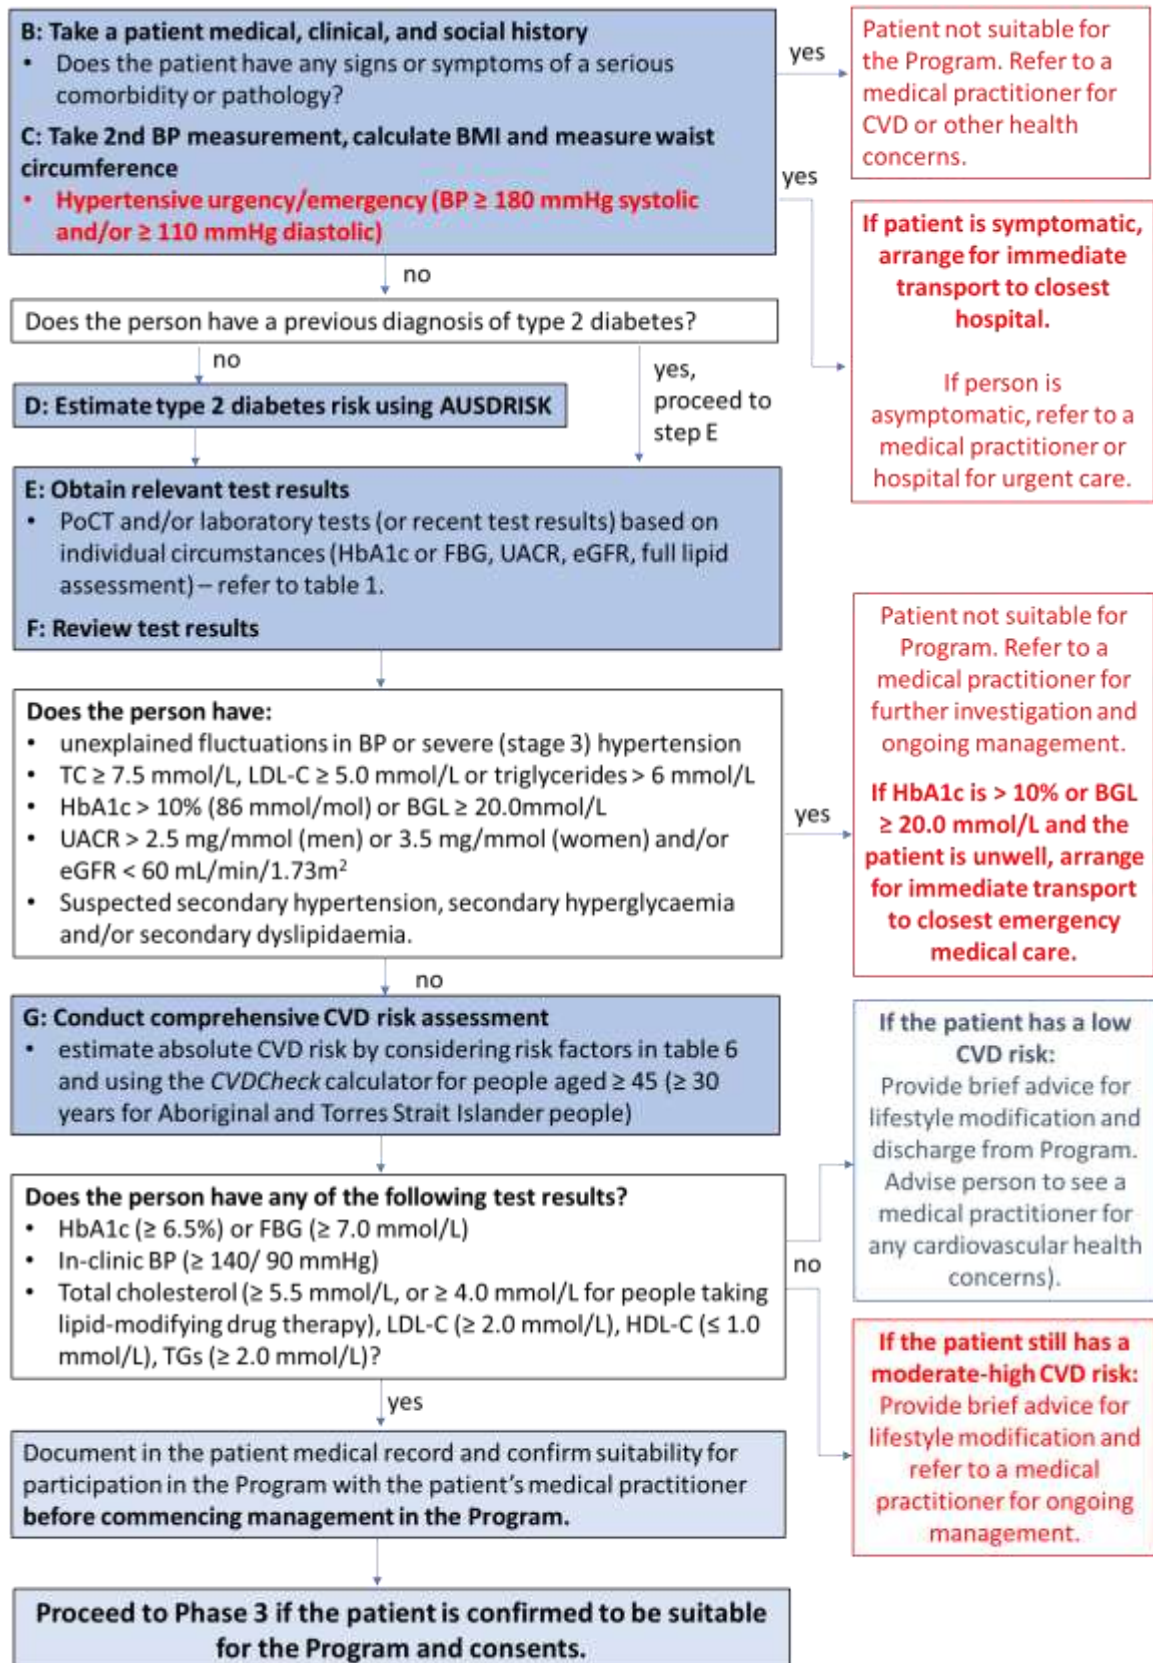 B: Take a patient medical, clinical, and social history
• Does the patient have any signs or symptoms of a serious
comorbidity or pathology?
C: Take 2nd BP measurement, calculate BMI and measure waist
circumference
• Hypertensive urgency/emergency (BP ≥ 180 mmHg systolic
and/or ≥ 110 mmHg diastolic)
yes
Patient not suitable for
the Program. Refer to a
medical practitioner for
CVD or other health
concerns.
yes
If patient is symptomatic,
arrange for immediate
transport to closest
hospital.
If person is
asymptomatic, refer to a
medical practitioner or
hospital for urgent care.
no
Does the person have a previous diagnosis of type 2 diabetes?
no
yes,
proceed to
step E
D: Estimate type 2 diabetes risk using AUSDRISK
E: Obtain relevant test results
• PoCT and/or laboratory tests (or recent test results) based on
individual circumstances (HbA1c or FBG, UACR, eGFR, full lipid
assessment) – refer to table 1.
F: Review test results
Does the person have:
• unexplained fluctuations in BP or severe (stage 3) hypertension
• TC ≥ 7.5 mmol/L, LDL-C ≥ 5.0 mmol/L or triglycerides > 6 mmol/L
• HbA1c > 10% (86 mmol/mol) or BGL ≥ 20.0mmol/L
• UACR > 2.5 mg/mmol (men) or 3.5 mg/mmol (women) and/or
eGFR < 60 mL/min/1.73m²
• Suspected secondary hypertension, secondary hyperglycaemia
and/or secondary dyslipidaemia.
yes
Patient not suitable for
Program. Refer to a
medical practitioner for
further investigation and
ongoing management.
If HbA1c is > 10% or BGL
≥ 20.0 mmol/L and the
patient is unwell, arrange
for immediate transport
to closest emergency
medical care.
no
G: Conduct comprehensive CVD risk assessment
• estimate absolute CVD risk by considering risk factors in table 6
and using the CVDCheck calculator for people aged ≥ 45 (≥ 30
years for Aboriginal and Torres Strait Islander people)
Does the person have any of the following test results?
• HbA1c (≥ 6.5%) or FBG (≥ 7.0 mmol/L)
• In-clinic BP (≥ 140/ 90 mmHg)
• Total cholesterol (≥ 5.5 mmol/L, or ≥ 4.0 mmol/L for people taking
lipid-modifying drug therapy), LDL-C (≥ 2.0 mmol/L), HDL-C (≤ 1.0
mmol/L), TGs (≥ 2.0 mmol/L)?
no
If the patient has a low
CVD risk:
Provide brief advice for
lifestyle modification and
discharge from Program.
Advise person to see a
medical practitioner for
any cardiovascular health
concerns).
If the patient still has a
moderate-high CVD risk:
Provide brief advice for
lifestyle modification and
refer to a medical
practitioner for ongoing
management.
yes
Document in the patient medical record and confirm suitability for
participation in the Program with the patient's medical practitioner
before commencing management in the Program.
Proceed to Phase 3 if the patient is confirmed to be suitable
for the Program and consents.